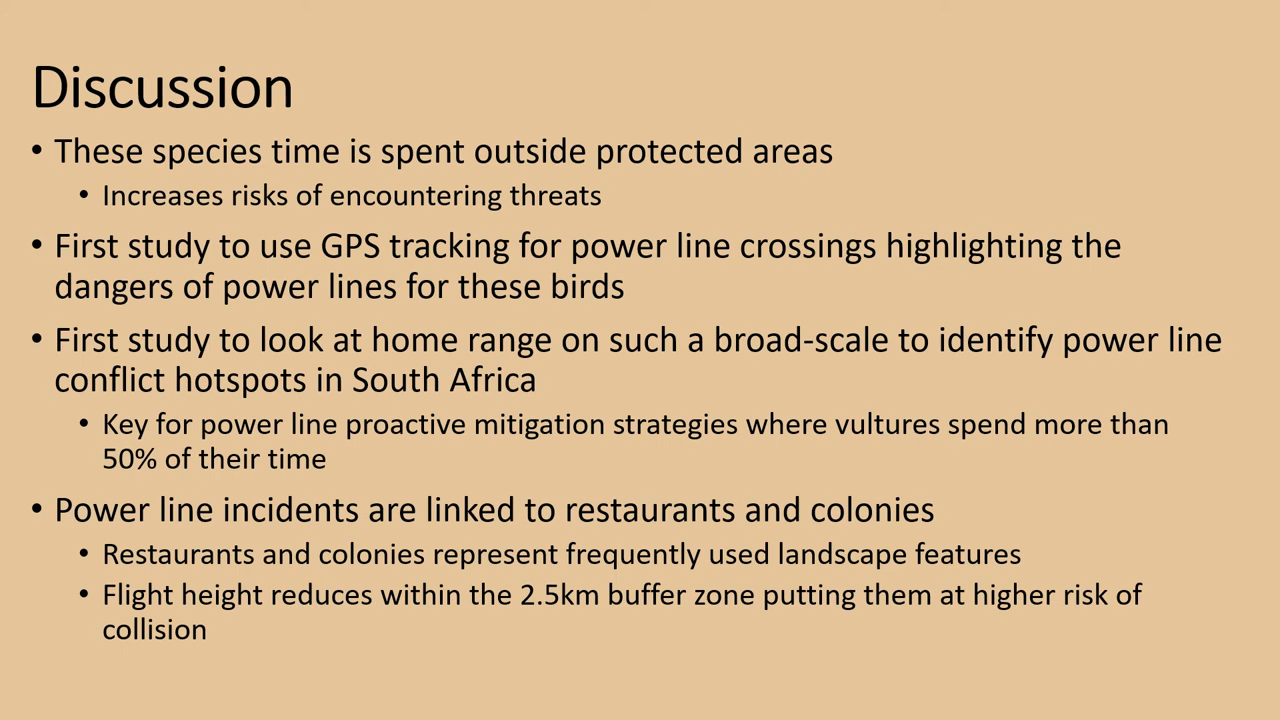 Discussion
• These species time is spent outside protected areas
• Increases risks of encountering threats
• First study to use GPS tracking for power line crossings highlighting the
dangers of power lines for these birds
• First study to look at home range on such a broad-scale to identify power line
conflict hotspots in South Africa
• Key for power line proactive mitigation strategies where vultures spend more than
50% of their time
• Power line incidents are linked to restaurants and colonies
• Restaurants and colonies represent frequently used landscape features
• Flight height reduces within the 2.5km buffer zone putting them at higher risk of
collision